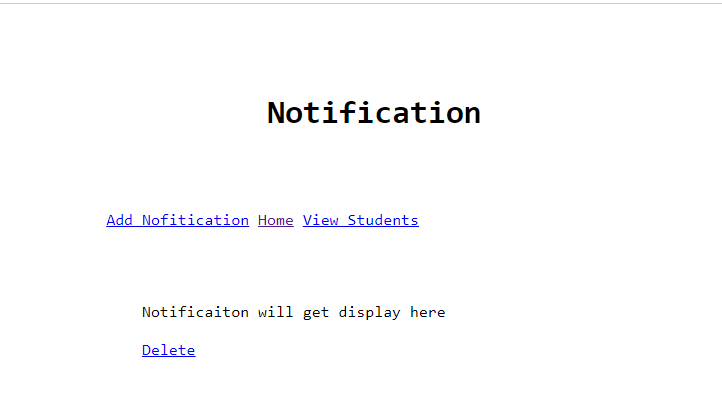 Notification
Add Nofitication Home View Students
Notificaiton will get display here
Delete